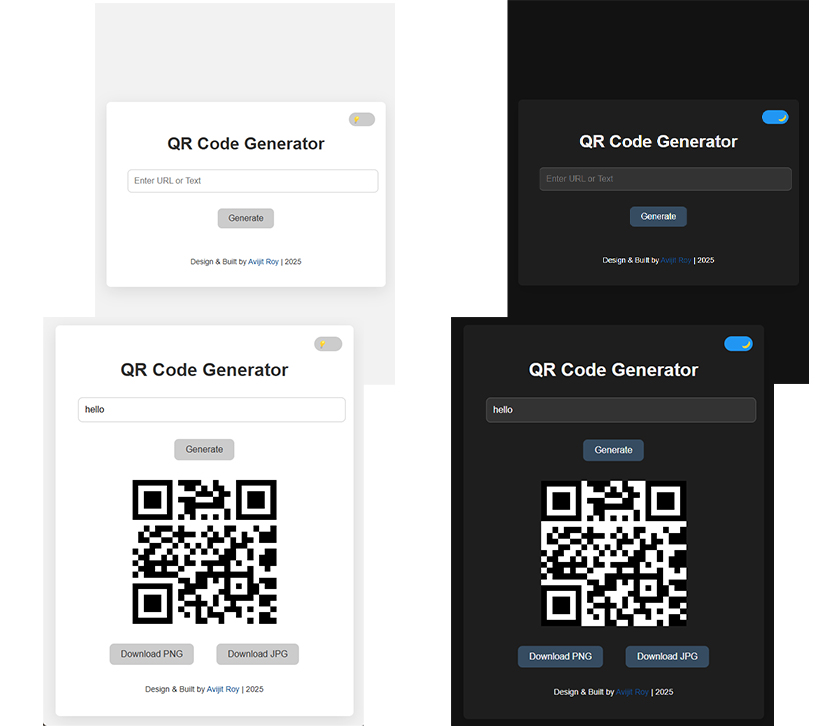 QR Code Generator
Enter URL or Text
Generate
Design & Built by Avijit Roy | 2025
QR Code Generator
Enter URL or Text
Generate
Design & Built by Avijit Roy | 2025
QR Code Generator
hello
Generate
Download PNG
Download JPG
Design & Built by Avijit Roy | 2025
QR Code Generator
hello
Generate
Download PNG
Download JPG
Design & Built by Avijit Roy | 2025